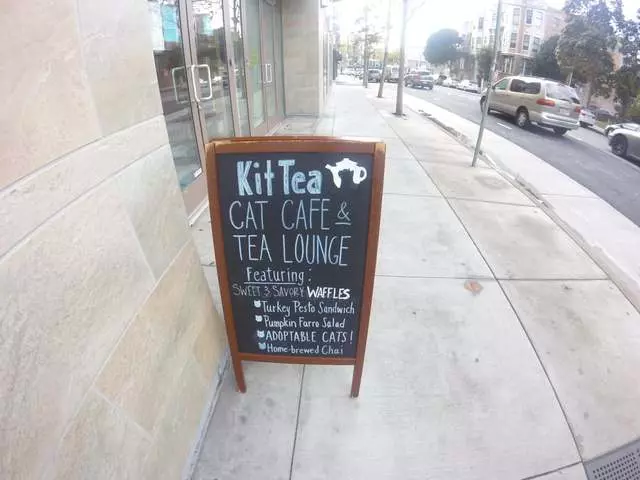 KitTea
CAT CAFE &
TEA LOUNGE
Featuring:
SWEET & SAVORY WAFFLES
Turkey Pesto Sandwich
Pumpkin Farro Salad
ADOPTABLE CATS!
Home-brewed Chai